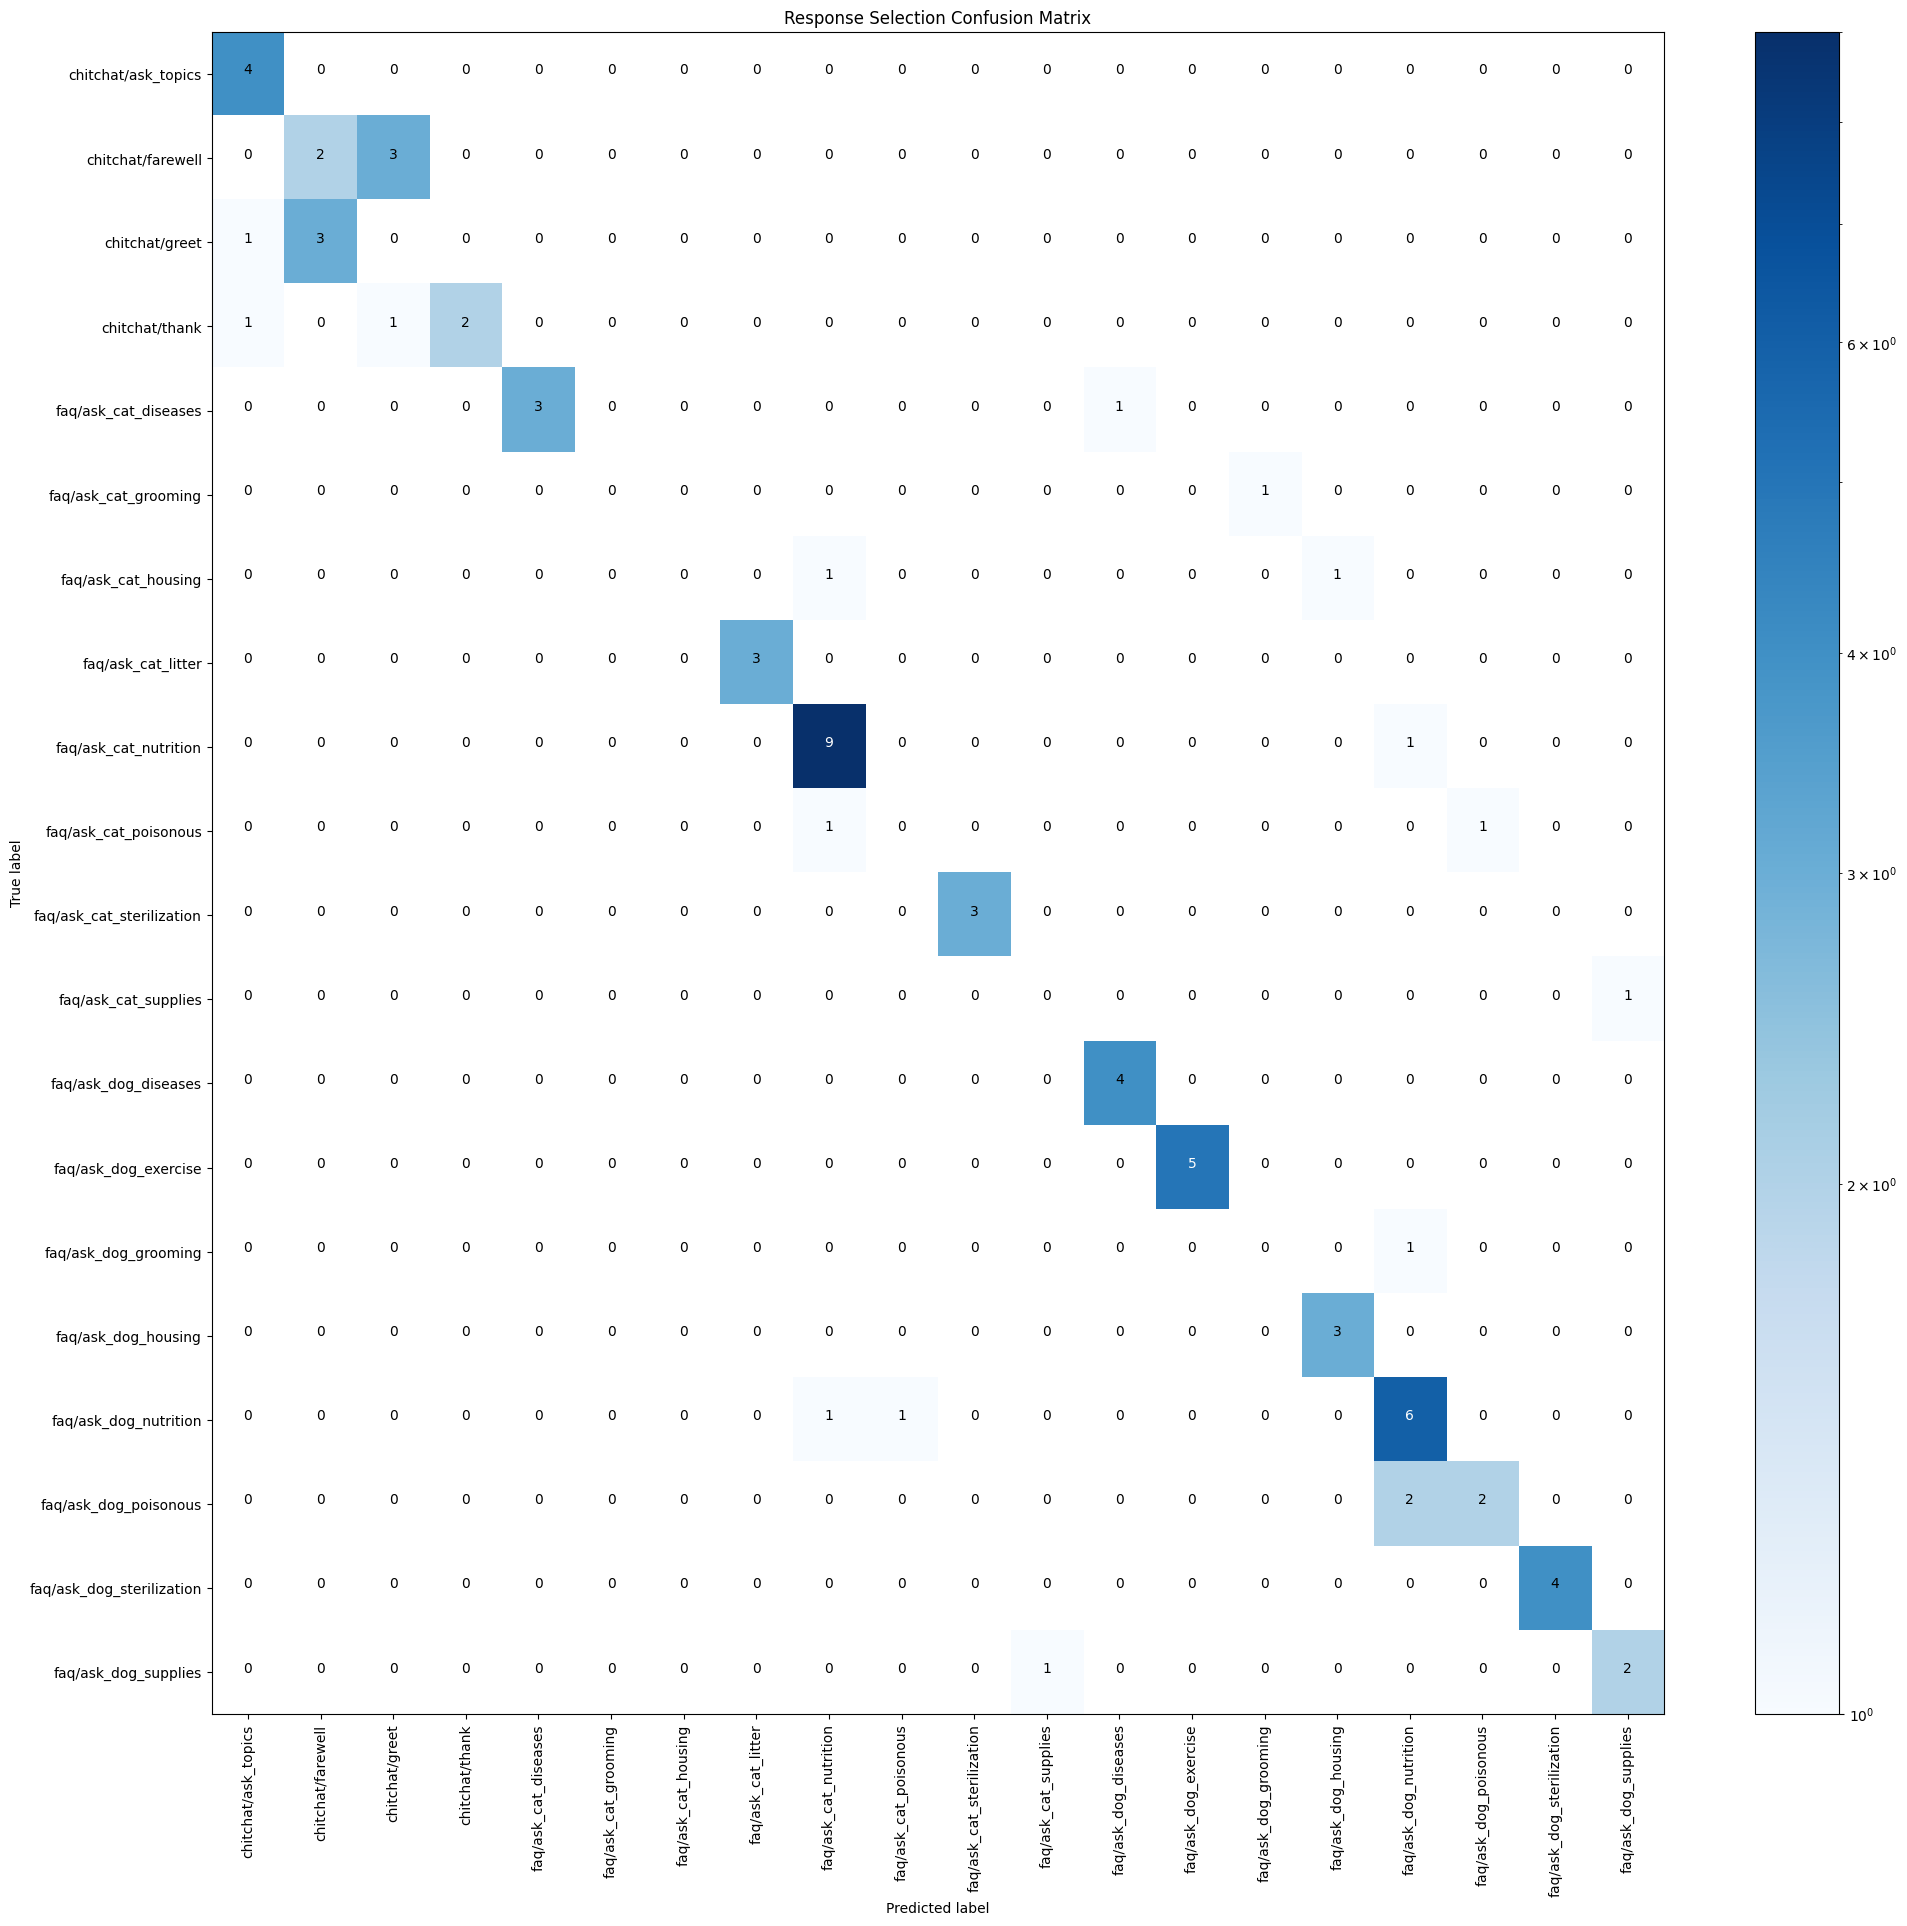 Response Selection Confusion Matrix
True label
chitchat/ask_topics 4 0 0 0 0 0 0 0 0 0 0 0 0 0 0 0 0 0 0 0
chitchat/farewell 0 2 3 0 0 0 0 0 0 0 0 0 0 0 0 0 0 0 0 0
chitchat/greet 1 3 0 0 0 0 0 0 0 0 0 0 0 0 0 0 0 0 0 0
chitchat/thank 1 0 1 2 0 0 0 0 0 0 0 0 0 0 0 0 0 0 0 0
faq/ask_cat_diseases 0 0 0 0 3 0 0 0 0 0 0 0 1 0 0 0 0 0 0 0
faq/ask_cat_grooming 0 0 0 0 0 0 0 0 0 0 0 0 0 0 1 0 0 0 0 0
faq/ask_cat_housing 0 0 0 0 0 0 0 0 1 0 0 0 0 0 0 1 0 0 0 0
faq/ask_cat_litter 0 0 0 0 0 0 0 3 0 0 0 0 0 0 0 0 0 0 0 0
faq/ask_cat_nutrition 0 0 0 0 0 0 0 0 9 0 0 0 0 0 0 0 1 0 0 0
faq/ask_cat_poisonous 0 0 0 0 0 0 0 0 1 0 0 0 0 0 0 0 0 1 0 0
faq/ask_cat_sterilization 0 0 0 0 0 0 0 0 0 0 3 0 0 0 0 0 0 0 0 0
faq/ask_cat_supplies 0 0 0 0 0 0 0 0 0 0 0 0 0 0 0 0 0 0 0 1
faq/ask_dog_diseases 0 0 0 0 0 0 0 0 0 0 0 0 4 0 0 0 0 0 0 0
faq/ask_dog_exercise 0 0 0 0 0 0 0 0 0 0 0 0 0 5 0 0 0 0 0 0
faq/ask_dog_grooming 0 0 0 0 0 0 0 0 0 0 0 0 0 0 0 0 1 0 0 0
faq/ask_dog_housing 0 0 0 0 0 0 0 0 0 0 0 0 0 0 0 3 0 0 0 0
faq/ask_dog_nutrition 0 0 0 0 0 0 0 0 1 1 0 0 0 0 0 0 6 0 0 0
faq/ask_dog_poisonous 0 0 0 0 0 0 0 0 0 0 0 0 0 0 0 0 2 2 0 0
faq/ask_dog_sterilization 0 0 0 0 0 0 0 0 0 0 0 0 0 0 0 0 0 0 4 0
faq/ask_dog_supplies 0 0 0 0 0 0 0 0 0 0 0 1 0 0 0 0 0 0 0 2
chitchat/ask_topics
chitchat/farewell
chitchat/greet
chitchat/thank
faq/ask_cat_diseases
faq/ask_cat_grooming
faq/ask_cat_housing
faq/ask_cat_litter
faq/ask_cat_nutrition
faq/ask_cat_poisonous
faq/ask_cat_sterilization
faq/ask_cat_supplies
faq/ask_dog_diseases
faq/ask_dog_exercise
faq/ask_dog_grooming
faq/ask_dog_housing
faq/ask_dog_nutrition
faq/ask_dog_poisonous
faq/ask_dog_sterilization
faq/ask_dog_supplies
Predicted label
6 × 10⁰
4 × 10⁰
3 × 10⁰
2 × 10⁰
10⁰